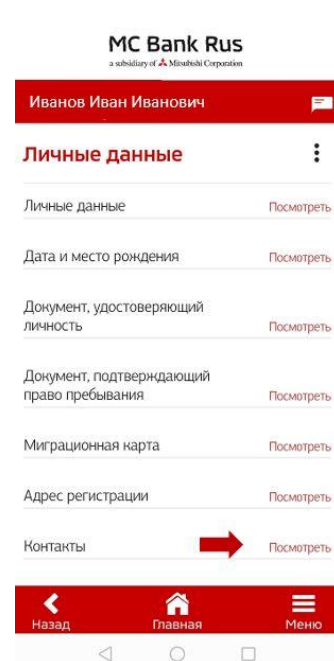 MC Bank Rus
a subsidiary of Mitsubishi Corporation
Иванов Иван Иванович
Личные данные
Личные данные Посмотреть
Дата и место рождения Посмотреть
Документ, удостоверяющий
личность Посмотреть
Документ, подтверждающий
право пребывания Посмотреть
Миграционная карта Посмотреть
Адрес регистрации Посмотреть
Контакты Посмотреть
Назад Главная Меню